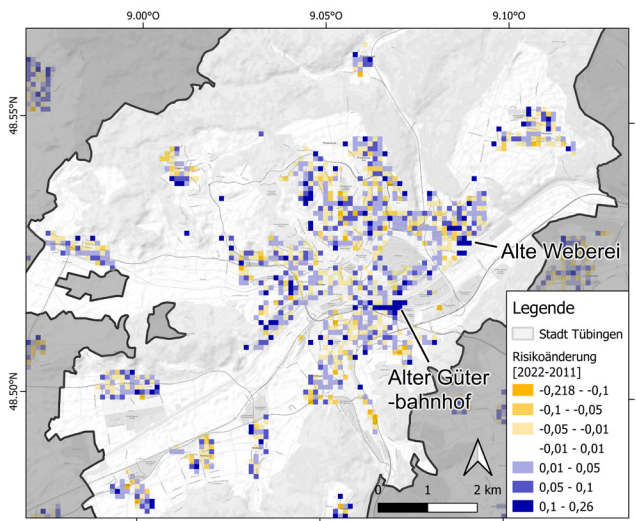 9.00°O
9.05°O
9.10°O
48.55°N
48.50°N
Alte Weberei
Alter Güter
-bahnhof
Legende
Stadt Tübingen
Risikoänderung
[2022-2011]
-0,218 - -0,1
-0,1 - -0,05
-0,05 - -0,01
-0,01 - 0,01
0,01 - 0,05
0,05 - 0,1
0,1 - 0,26
0 1 2 km